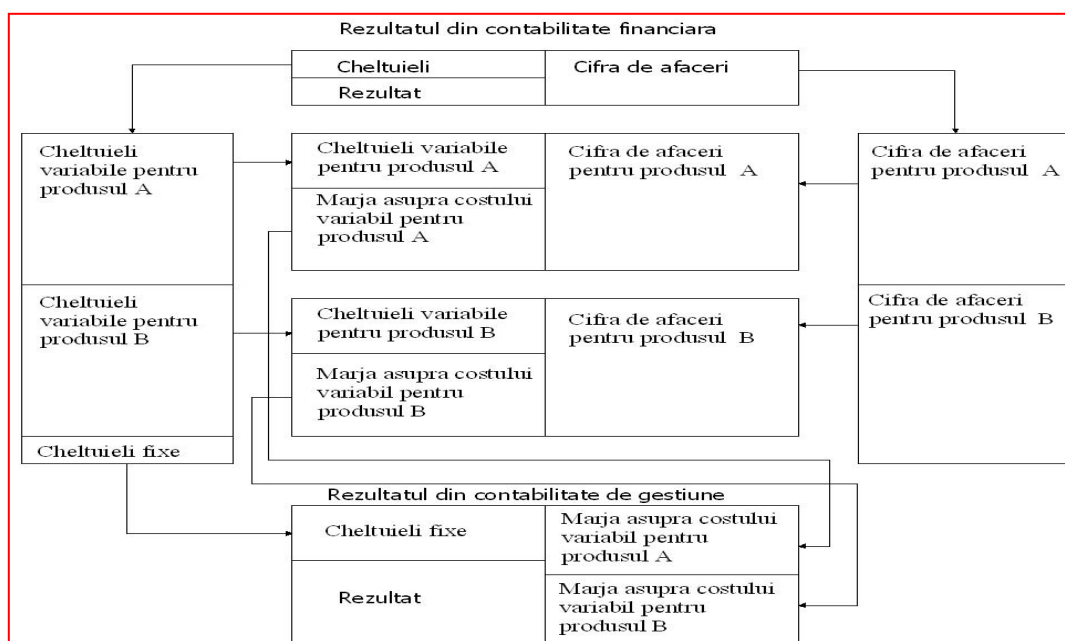 Rezultatul din contabilitate financiara
Cheltuieli
Cifra de afaceri
Rezultat
Cheltuieli
variabile pentru
produsul A
Cheltuieli variabile
pentru produsul A
Cifra de afaceri
pentru produsul A
Cifra de afaceri
pentru produsul A
Marja asupra costului
variabil pentru
produsul A
Cheltuieli
variabile pentru
produsul B
Cheltuieli variabile
pentru produsul B
Cifra de afaceri
pentru produsul B
Cifra de afaceri
pentru produsul B
Marja asupra costului
variabil pentru
produsul B
Cheltuieli fixe
Rezultatul din contabilitate de gestiune
Cheltuieli fixe
Marja asupra costului
variabil pentru
produsul A
Rezultat
Marja asupra costului
variabil pentru
produsul B